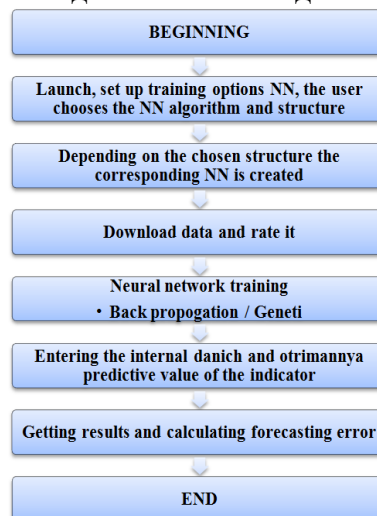 BEGINNING
Launch, set up training options NN, the user
chooses the NN algorithm and structure
Depending on the chosen structure the
corresponding NN is created
Download data and rate it
Neural network training
• Back propogation / Geneti
Entering the internal danich and otrimannya
predictive value of the indicator
Getting results and calculating forecasting error
END